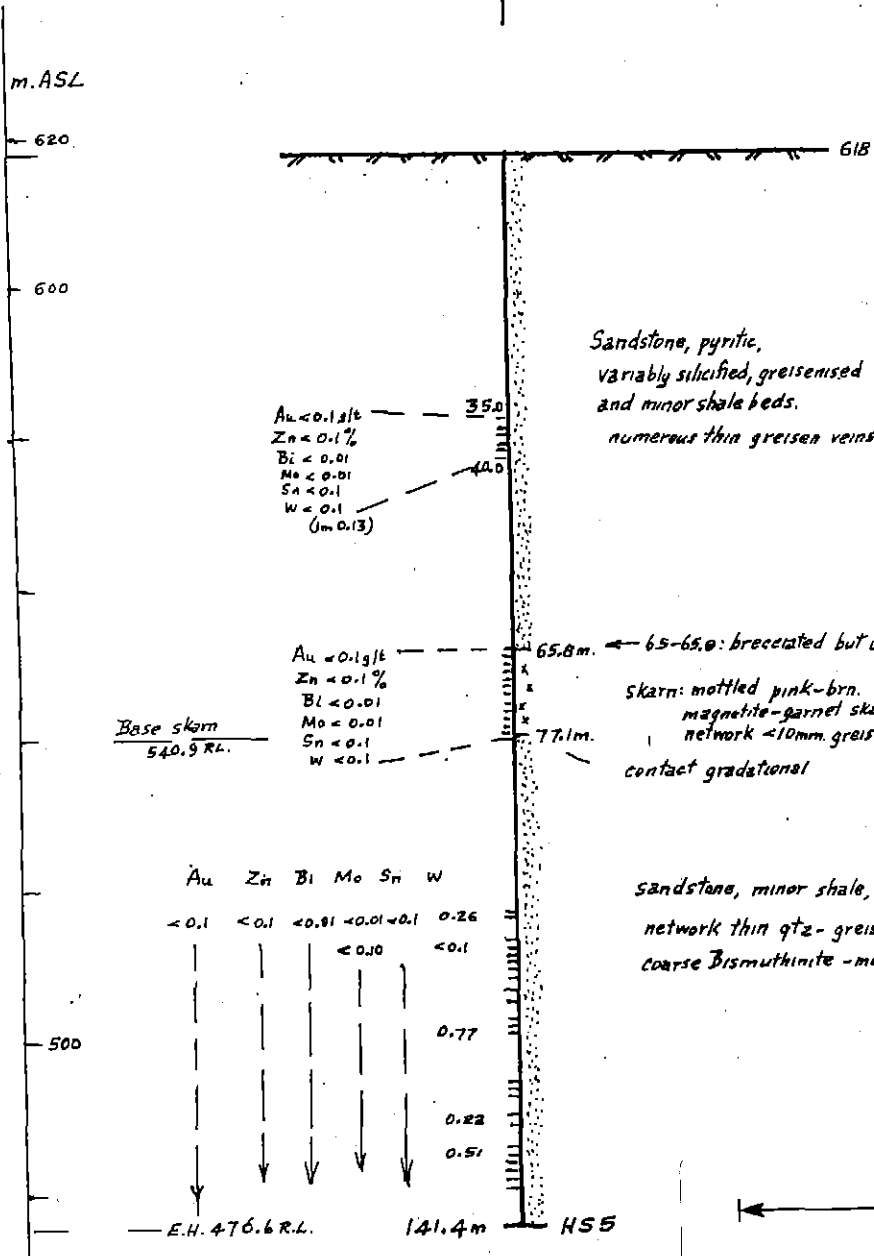 m.ASL
620
618
600
Sandstone, pyritic,
variably silicified, greisenised
and minor shale beds.
numerous thin greisen veins
35.0
Au <0.1g/t
Zn < 0.1%
Bi < 0.01
Mo < 0.01
Sn < 0.1
W < 0.1
(1m 0.13)
44.0
65.8m.
65-65.8: brecerated but
Au <0.1g/t
Zn <0.1%
Bi <0.01
Mo <0.01
Sn <0.1
W <0.1
skarn: mottled pink-brn.
magnetite-garnet ska
network <10mm. greis
Base skarn
540.9 RL.
77.1m.
contact gradational
Au Zn Bi Mo Sn W
<0.1 <0.1 <0.01 <0.01 <0.1 0.26
<0.10 <0.1
sandstone, minor shale,
network thin qtz-greis
coarse Bismuthinite -mo
500
0.77
0.22
0.51
E.H. 476.6 R.L.
141.4m
HS5